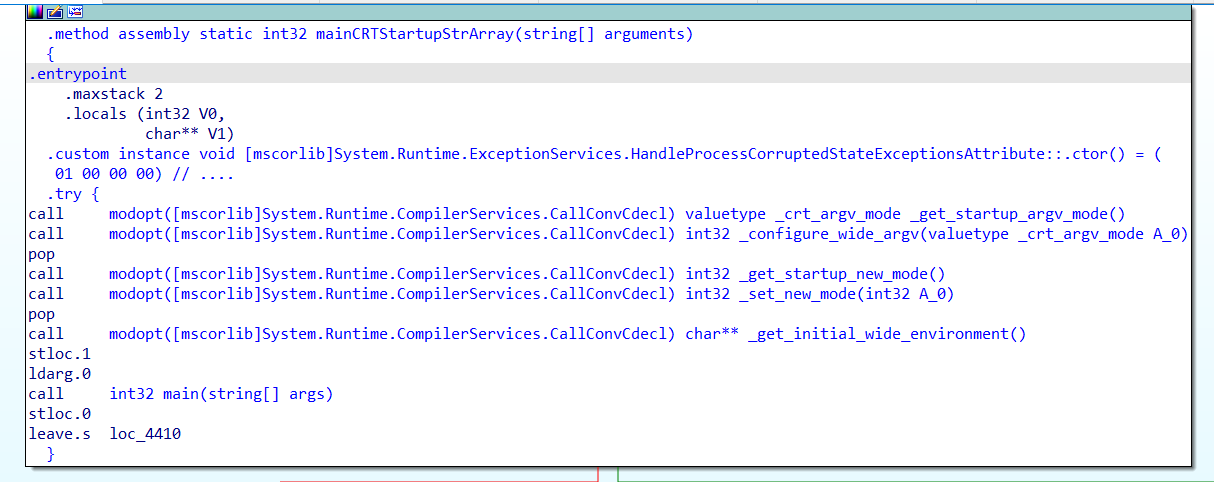 .method assembly static int32 mainCRTStartupStrArray(string[] arguments)
{
.entrypoint
.maxstack 2
.locals (int32 V0,
char** V1)
.custom instance void [mscorlib]System.Runtime.ExceptionServices.HandleProcessCorruptedStateExceptionsAttribute::.ctor() = (
01 00 00 00) // ....
.try {
call modopt([mscorlib]System.Runtime.CompilerServices.CallConvCdecl) valuetype _crt_argv_mode _get_startup_argv_mode()
call modopt([mscorlib]System.Runtime.CompilerServices.CallConvCdecl) int32 _configure_wide_argv(valuetype _crt_argv_mode A_0)
pop
call modopt([mscorlib]System.Runtime.CompilerServices.CallConvCdecl) int32 _get_startup_new_mode()
call modopt([mscorlib]System.Runtime.CompilerServices.CallConvCdecl) int32 _set_new_mode(int32 A_0)
pop
call modopt([mscorlib]System.Runtime.CompilerServices.CallConvCdecl) char** _get_initial_wide_environment()
stloc.1
ldarg.0
call int32 main(string[] args)
stloc.0
leave.s loc_4410
}